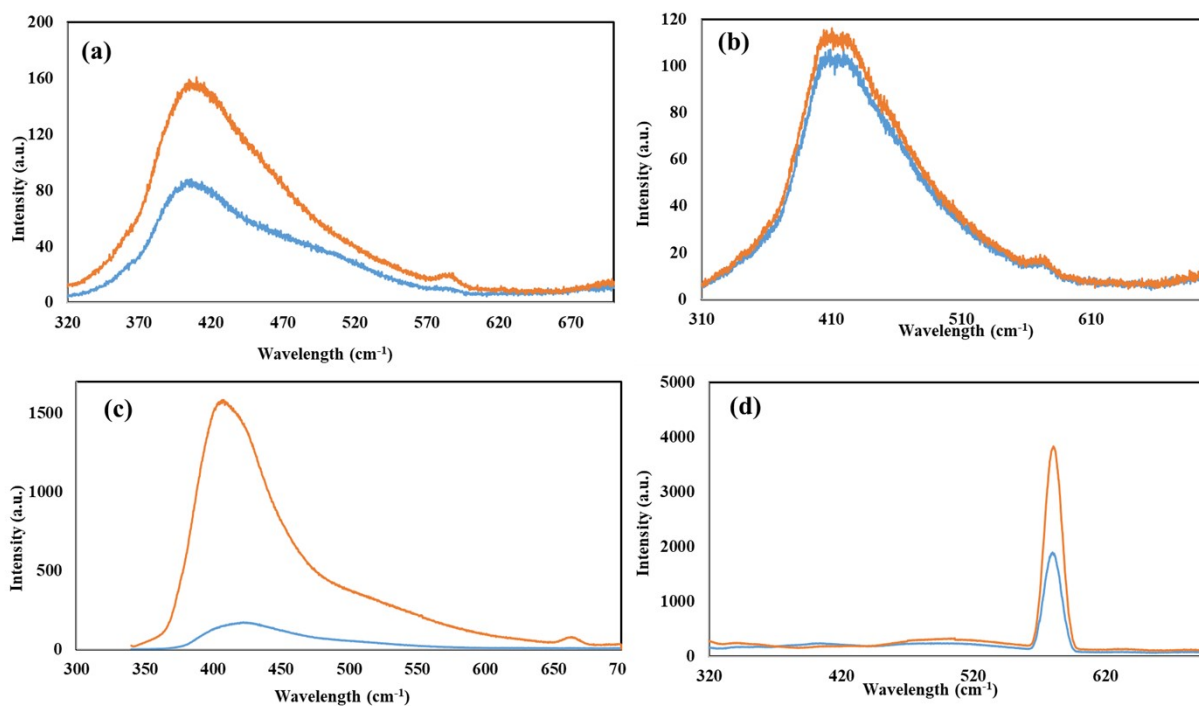 (a)
Intensity (a.u.)
200
160
120
80
40
0
320 370 420 470 520 570 620 670
Wavelength (cm⁻¹)
(b)
Intensity (a.u.)
120
100
80
60
40
20
0
310 410 510 610
Wavelength (cm⁻¹)
(c)
Intensity (a.u.)
1500
1000
500
0
300 350 400 450 500 550 600 650 70
Wavelength (cm⁻¹)
(d)
Intensity (a.u.)
5000
4000
3000
2000
1000
0
320 420 520 620
Wavelength (cm⁻¹)